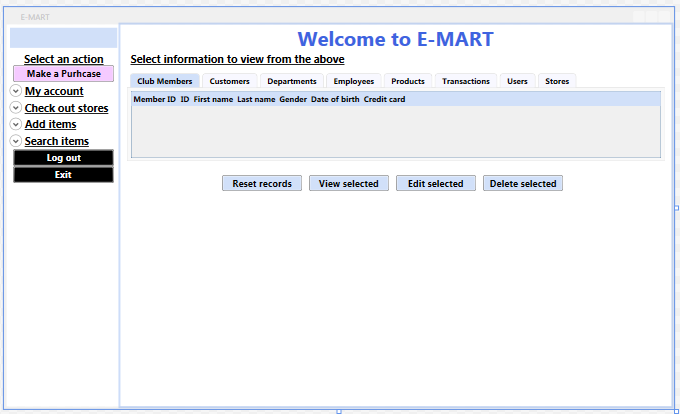 E-MART
Welcome to E-MART
Select an action
Select information to view from the above
Make a Purhcase
Club Members Customers Departments Employees Products Transactions Users Stores
My account
Member ID ID First name Last name Gender Date of birth Credit card
Check out stores
Add items
Search items
Log out
Exit
Reset records View selected Edit selected Delete selected